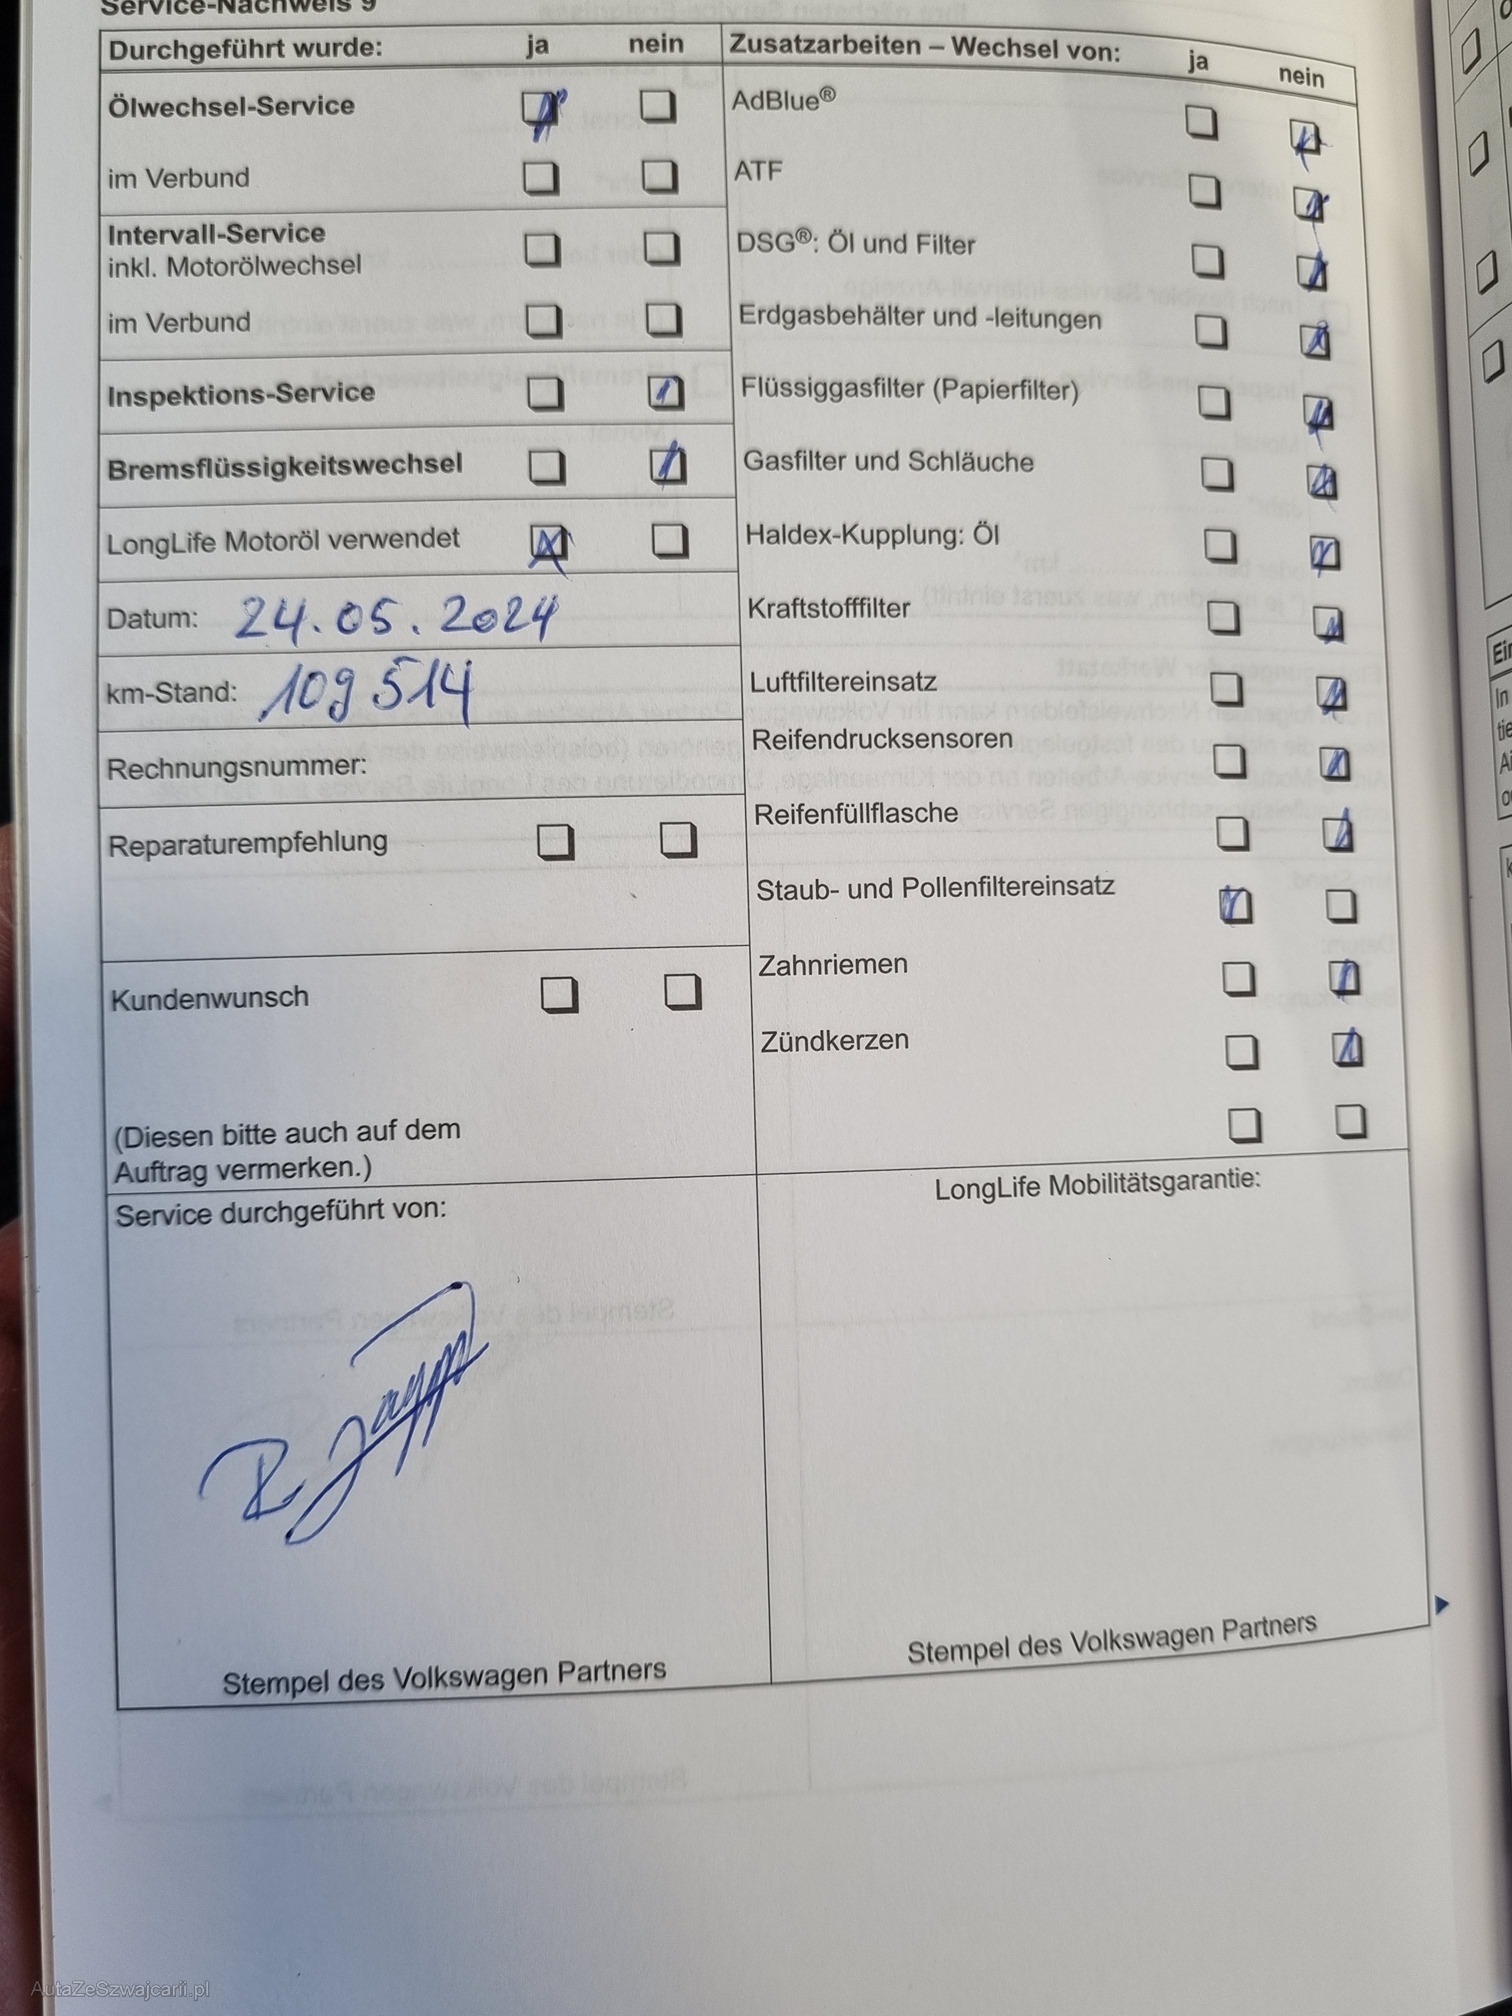 Service-Nachweis 9
Durchgeführt wurde: ja nein
Ölwechsel-Service
im Verbund
Intervall-Service
inkl. Motorölwechsel
im Verbund
Inspektions-Service
Bremsflüssigkeitswechsel
LongLife Motoröl verwendet
Datum: 24.05.2024
km-Stand: 109 514
Rechnungsnummer:
Reparaturempfehlung
Kundenwunsch
(Diesen bitte auch auf dem
Auftrag vermerken.)
Zusatzarbeiten – Wechsel von: ja nein
AdBlue®
ATF
DSG®: Öl und Filter
Erdgasbehälter und -leitungen
Flüssiggasfilter (Papierfilter)
Gasfilter und Schläuche
Haldex-Kupplung: Öl
Kraftstofffilter
Luftfiltereinsatz
Reifendrucksensoren
Reifenfüllflasche
Staub- und Pollenfiltereinsatz
Zahnriemen
Zündkerzen
Service durchgeführt von:
Stempel des Volkswagen Partners
LongLife Mobilitätsgarantie:
Stempel des Volkswagen Partners
AutaZeSzwajcarii.pl